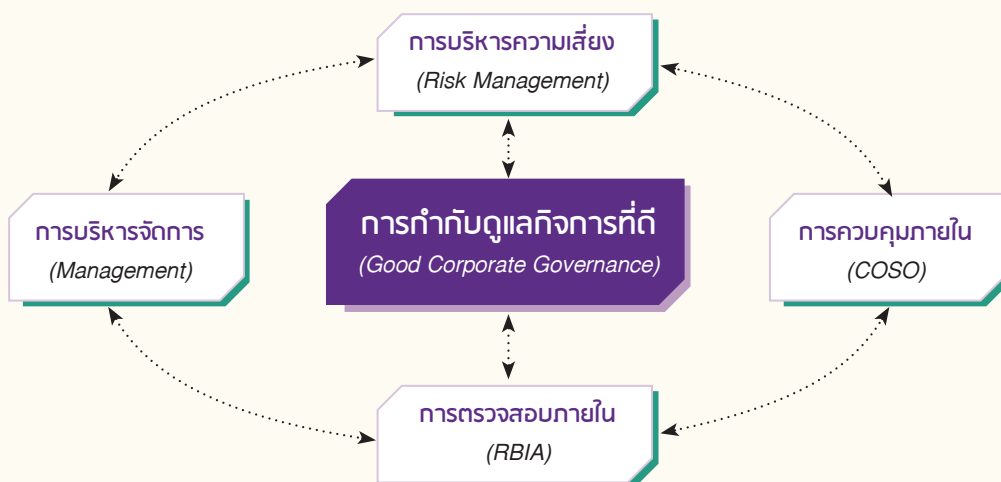 การบริหารความเสี่ยง
(Risk Management)
การบริหารจัดการ
(Management)
การกำกับดูแลกิจการที่ดี
(Good Corporate Governance)
การควบคุมภายใน
(COSO)
การตรวจสอบภายใน
(RBIA)